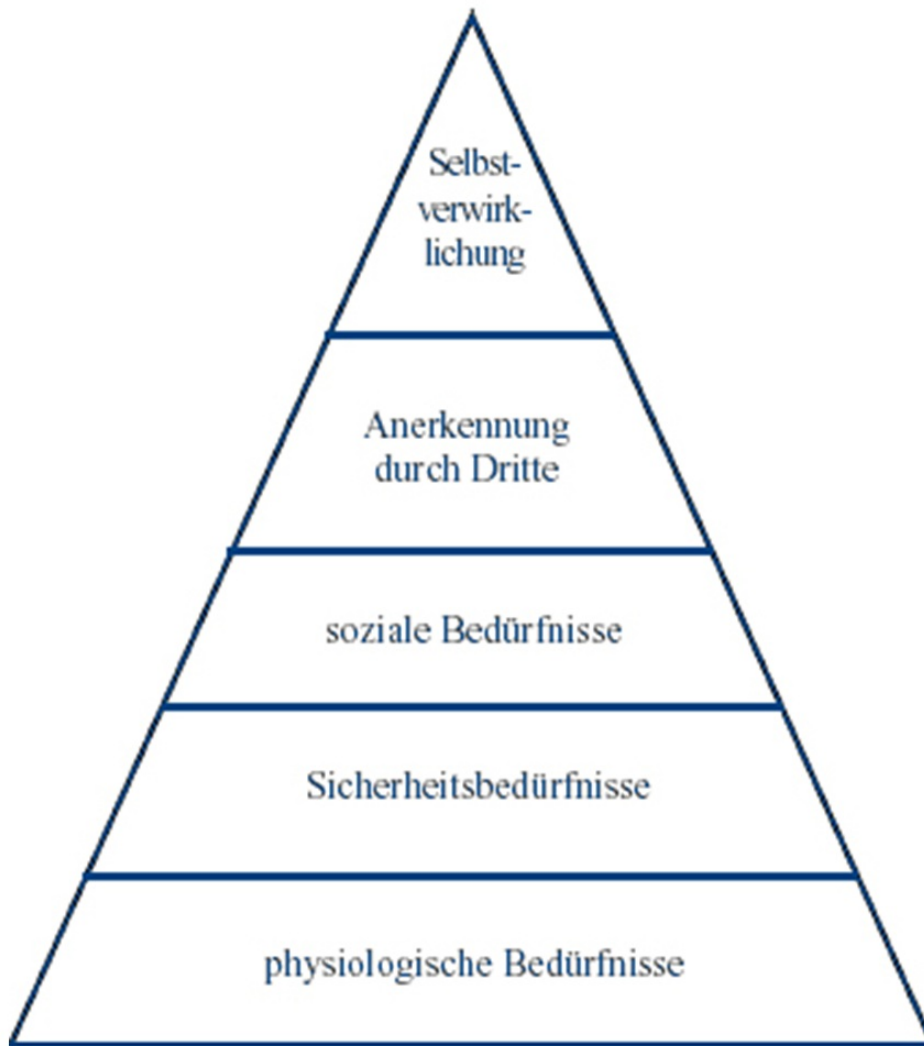 Selbst-
verwirk-
lichung
Anerkennung
durch Dritte
soziale Bedürfnisse
Sicherheitsbedürfnisse
physiologische Bedürfnisse